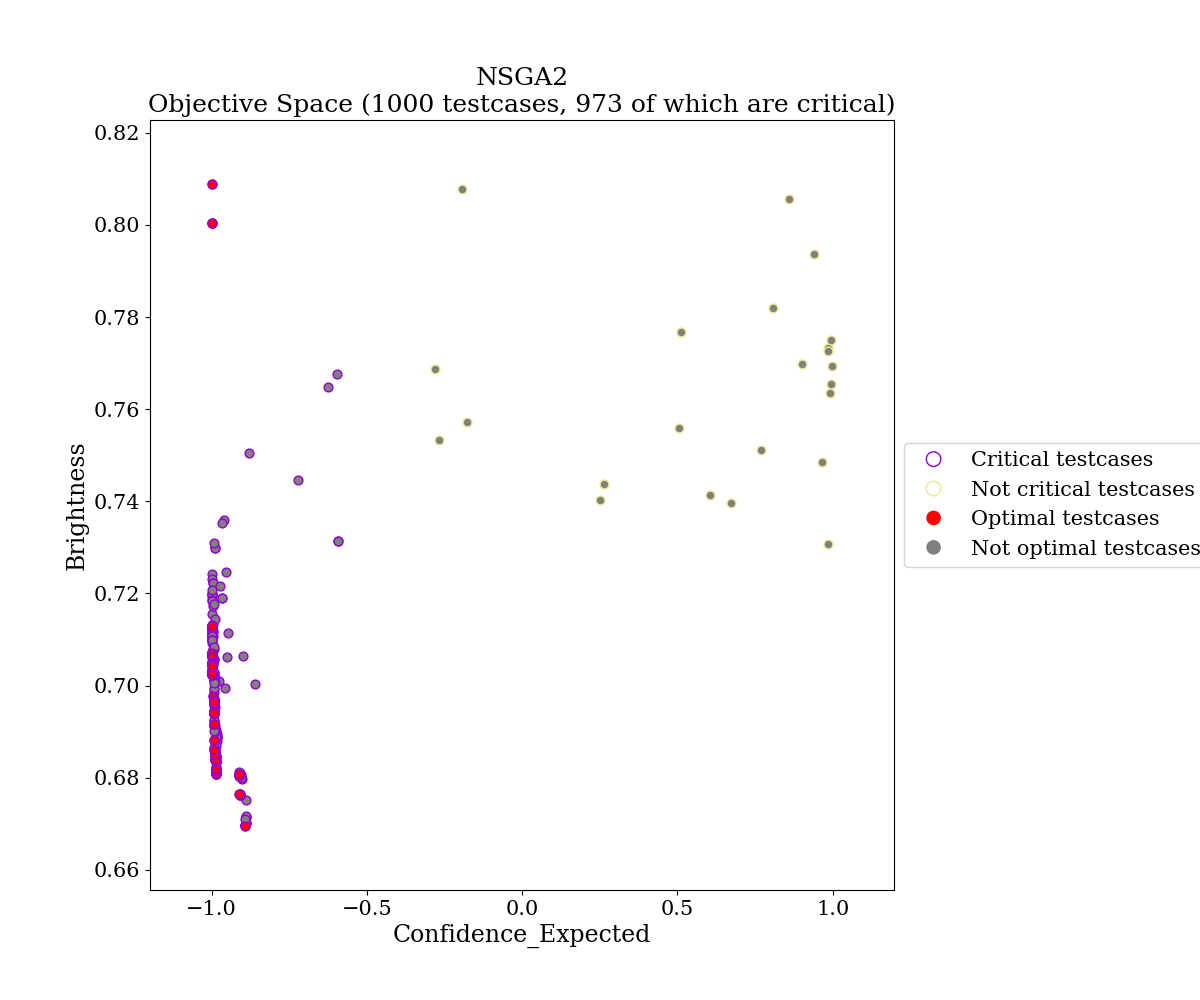 NSGA2
Objective Space (1000 testcases, 973 of which are critical)
0.82
0.80
0.78
0.76
0.74
0.72
0.70
0.68
0.66
Brightness
−1.0
−0.5
0.0
0.5
1.0
Confidence_Expected
Critical testcases
Not critical testcases
Optimal testcases
Not optimal testcases